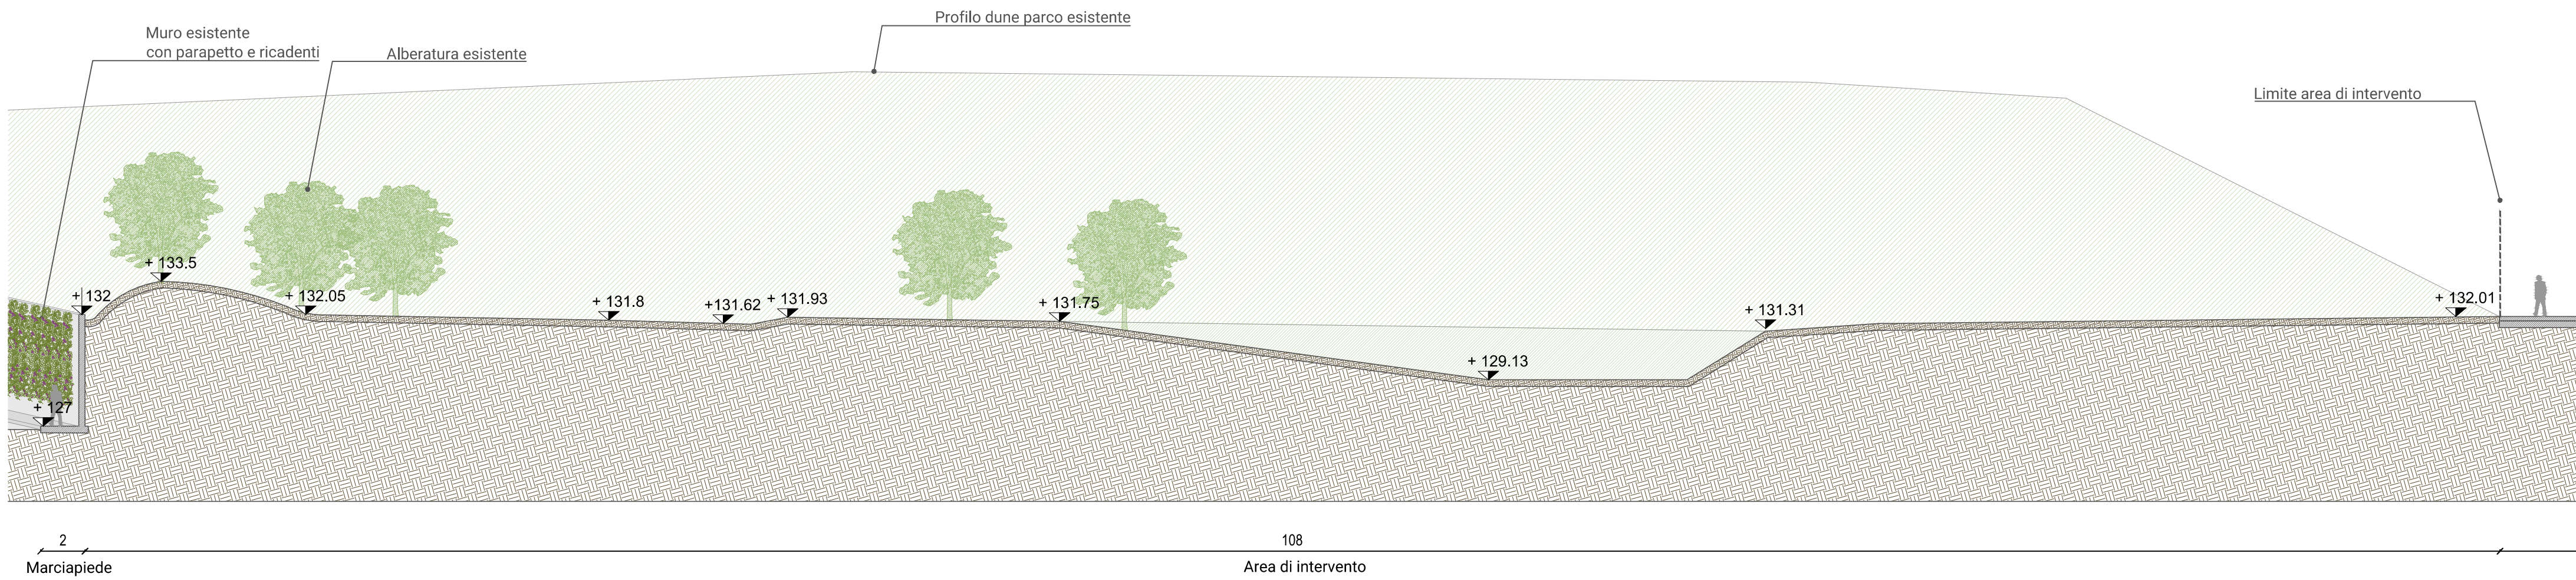 Profilo dune parco esistente
Muro esistente
con parapetto e ricadenti
Alberatura esistente
Limite area di intervento
+ 133.5
+ 132
+ 132.05
+ 131.8
+131.62
+ 131.93
+ 131.75
+ 131.31
+ 132.01
+ 129.13
+ 127
2
108
Marciapiede
Area di intervento